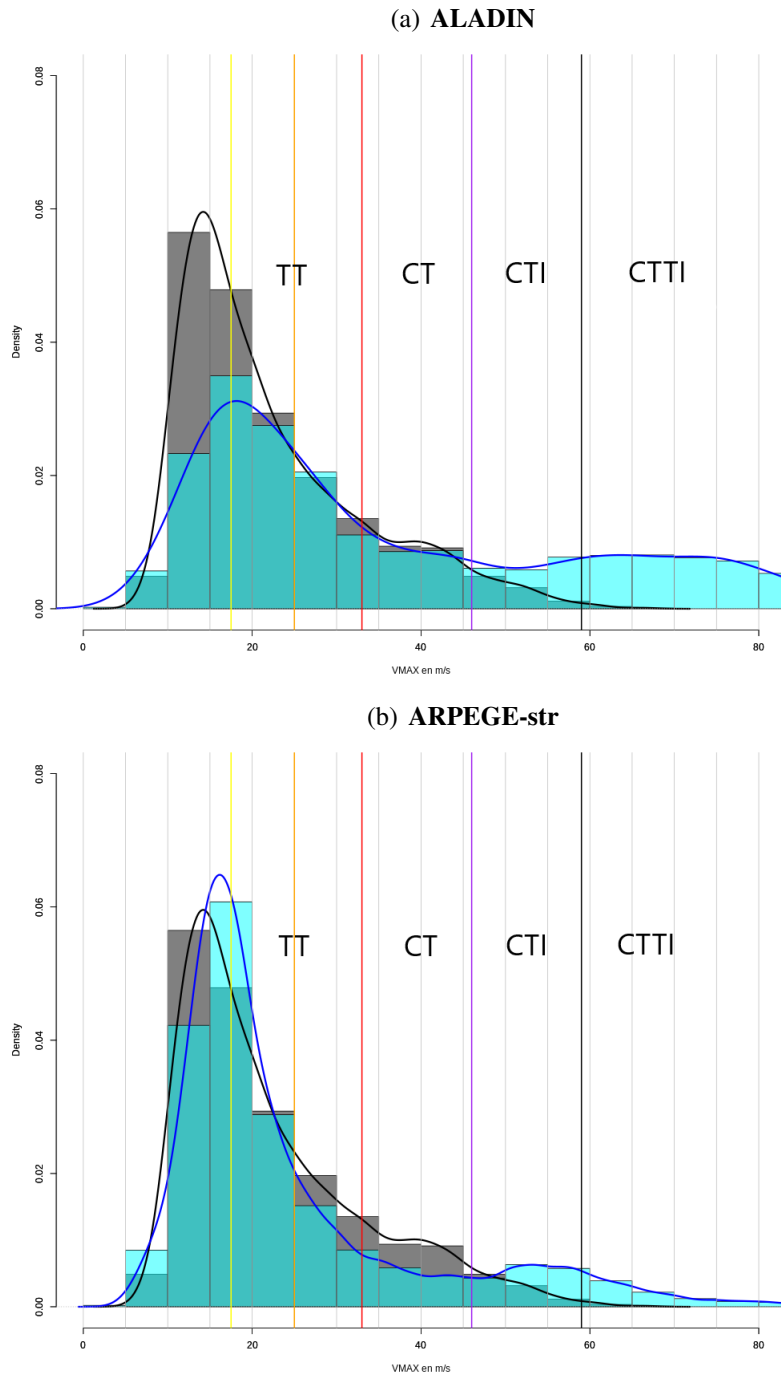 (a) ALADIN
0.08
0.06
0.04
0.02
0.00
Density
TT CT CTI CTTI
0 20 40 60 80
VMAX en m/s
(b) ARPEGE-str
0.08
0.06
0.04
0.02
0.00
Density
TT CT CTI CTTI
0 20 40 60 80
VMAX en m/s